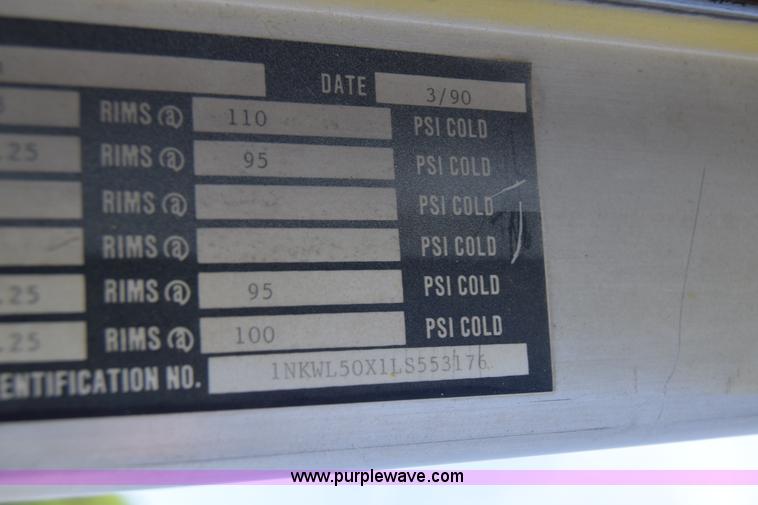 DATE 3/90
RIMS @ 110 PSI COLD
.25 RIMS @ 95 PSI COLD
RIMS @ PSI COLD
RIMS @ PSI COLD
.25 RIMS @ 95 PSI COLD
.25 RIMS @ 100 PSI COLD
ENTIFICATION NO. 1NKWL50X1LS553176
www.purplewave.com